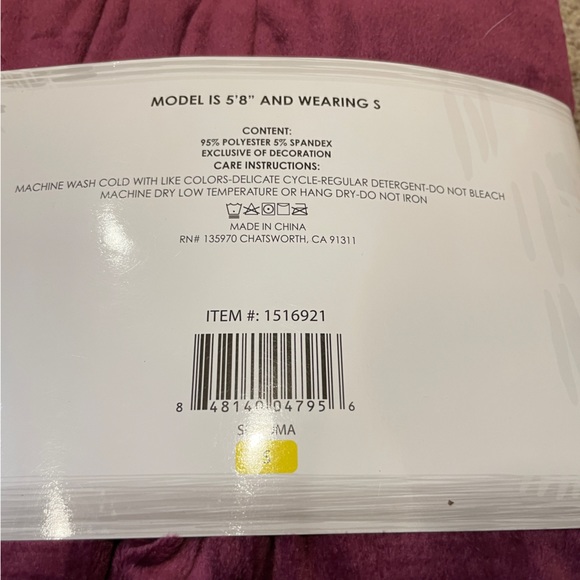 MODEL IS 5'8" AND WEARING S
CONTENT:
95% POLYESTER 5% SPANDEX
EXCLUSIVE OF DECORATION
CARE INSTRUCTIONS:
MACHINE WASH COLD WITH LIKE COLORS-DELICATE CYCLE-REGULAR DETERGENT-DO NOT BLEACH
MACHINE DRY LOW TEMPERATURE OR HANG DRY-DO NOT IRON
MADE IN CHINA
RN# 135970 CHATSWORTH, CA 91311
ITEM #: 1516921
8 48140 04795 6